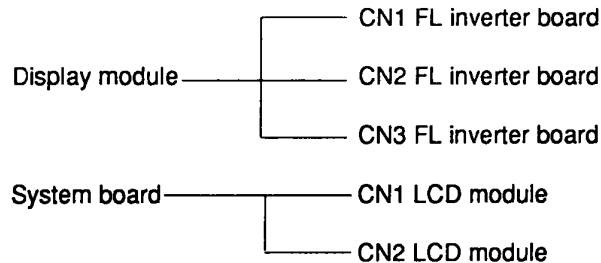 CN1 FL inverter board
Display module
CN2 FL inverter board
CN3 FL inverter board
System board
CN1 LCD module
CN2 LCD module